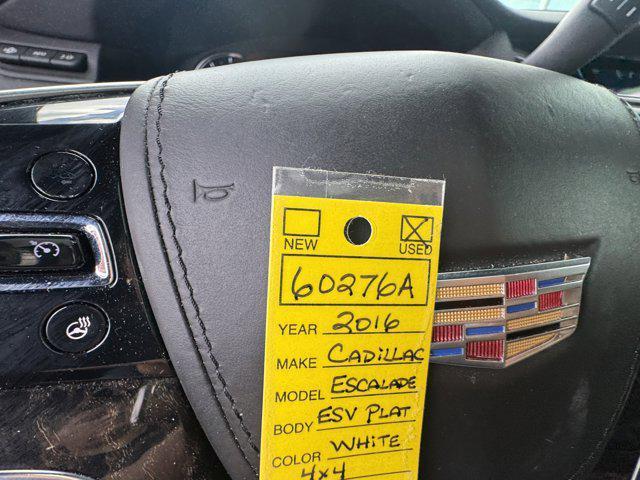 NEW USED
60276A
YEAR 2016
MAKE CADILLAC
MODEL ESCALADE
BODY ESV PLAT
COLOR WHITE
4x4